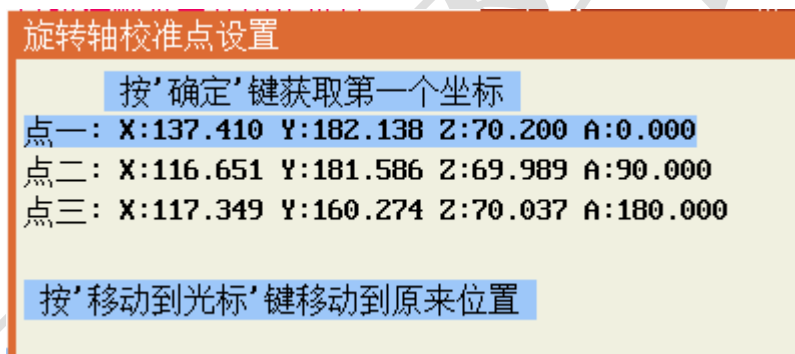 旋转轴校准点设置
按'确定'键获取第一个坐标
点一: X:137.410 Y:182.138 Z:70.200 A:0.000
点二: X:116.651 Y:181.586 Z:69.989 A:90.000
点三: X:117.349 Y:160.274 Z:70.037 A:180.000
按'移动到光标'键移动到原来位置